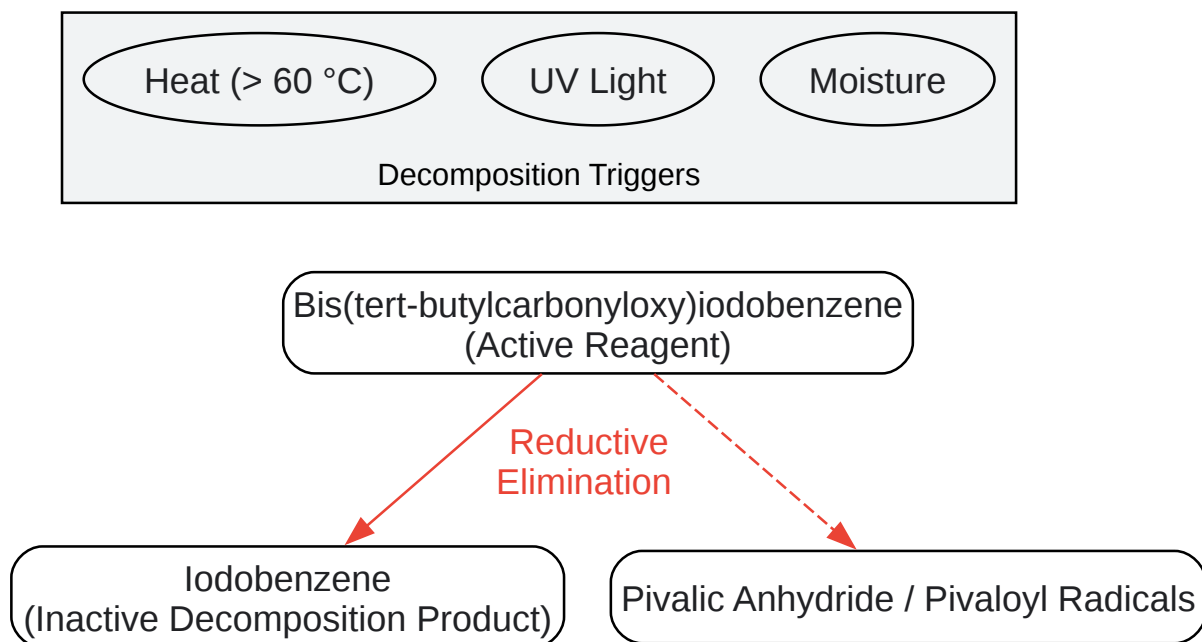 Heat (> 60 °C)
UV Light
Moisture
Decomposition Triggers
Bis(tert-butylcarbonyloxy)iodobenzene
(Active Reagent)
Reductive
Elimination
Iodobenzene
(Inactive Decomposition Product)
Pivalic Anhydride / Pivaloyl Radicals